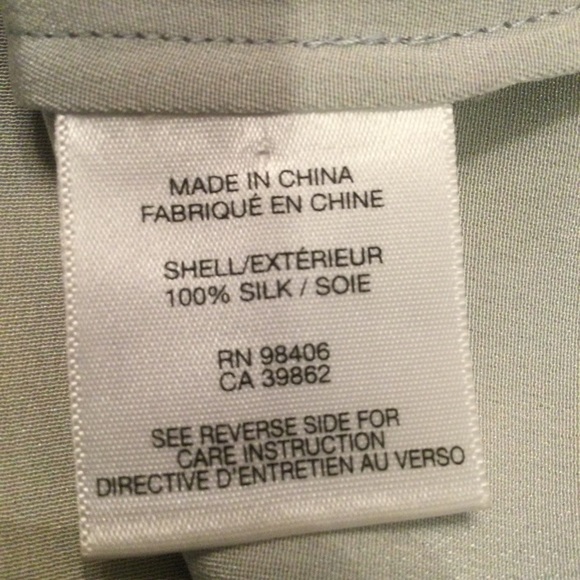 MADE IN CHINA
FABRIQUÉ EN CHINE
SHELL/EXTÉRIEUR
100% SILK / SOIE
RN 98406
CA 39862
SEE REVERSE SIDE FOR
CARE INSTRUCTION
DIRECTIVE D'ENTRETIEN AU VERSO